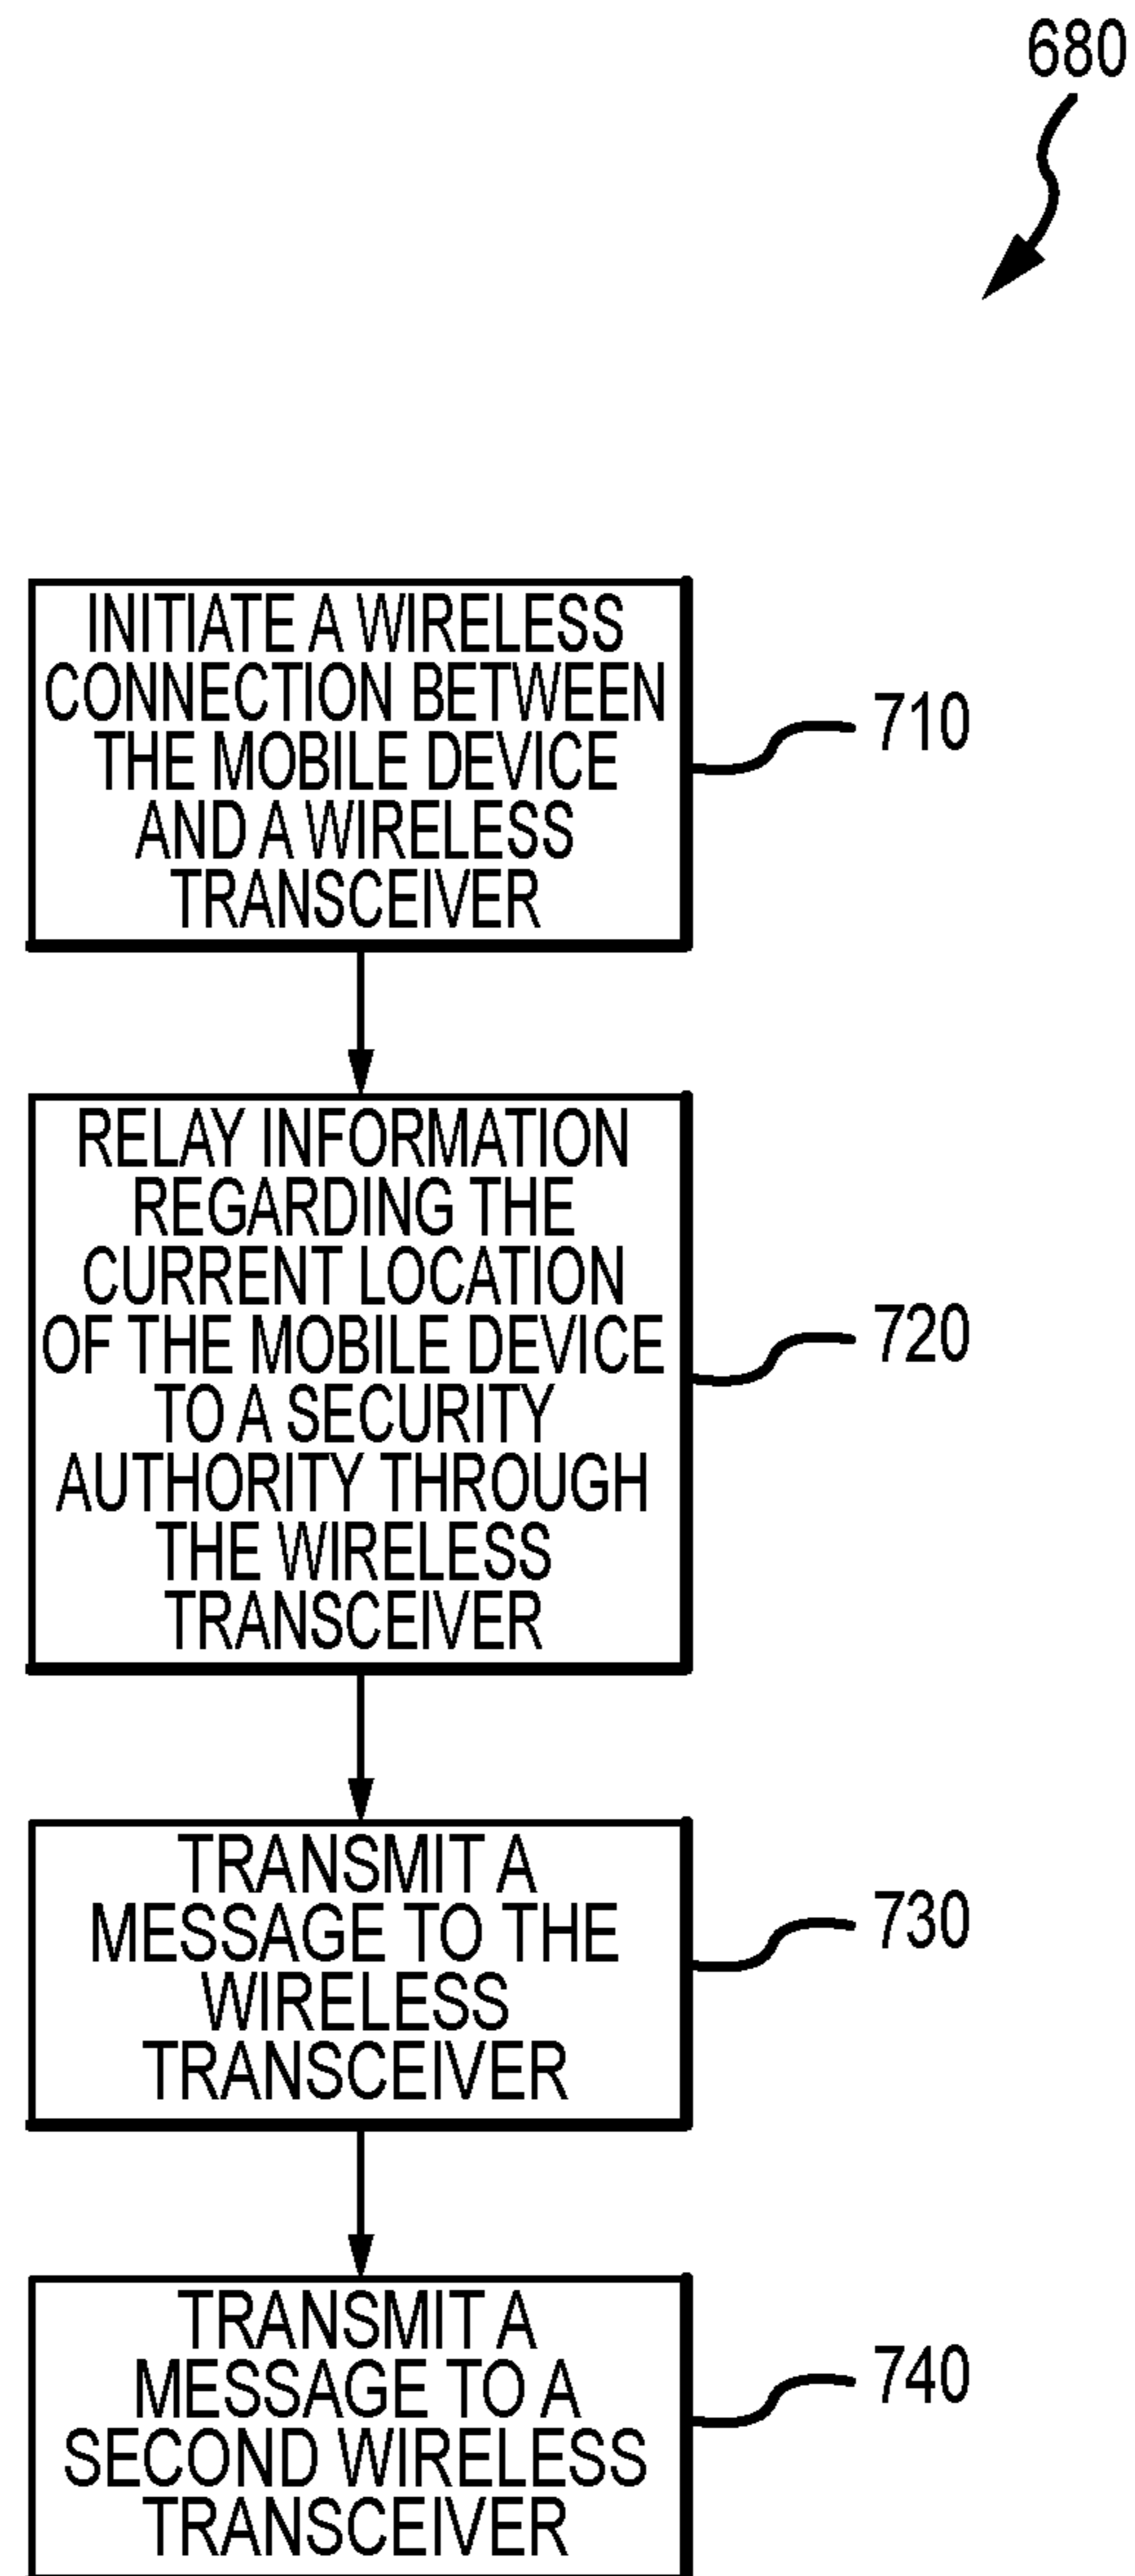 680
INITIATE A WIRELESS
CONNECTION BETWEEN
THE MOBILE DEVICE
AND A WIRELESS
TRANSCEIVER
710
RELAY INFORMATION
REGARDING THE
CURRENT LOCATION
OF THE MOBILE DEVICE
TO A SECURITY
AUTHORITY THROUGH
THE WIRELESS
TRANSCEIVER
720
TRANSMIT A
MESSAGE TO THE
WIRELESS
TRANSCEIVER
730
TRANSMIT A
MESSAGE TO A
SECOND WIRELESS
TRANSCEIVER
740